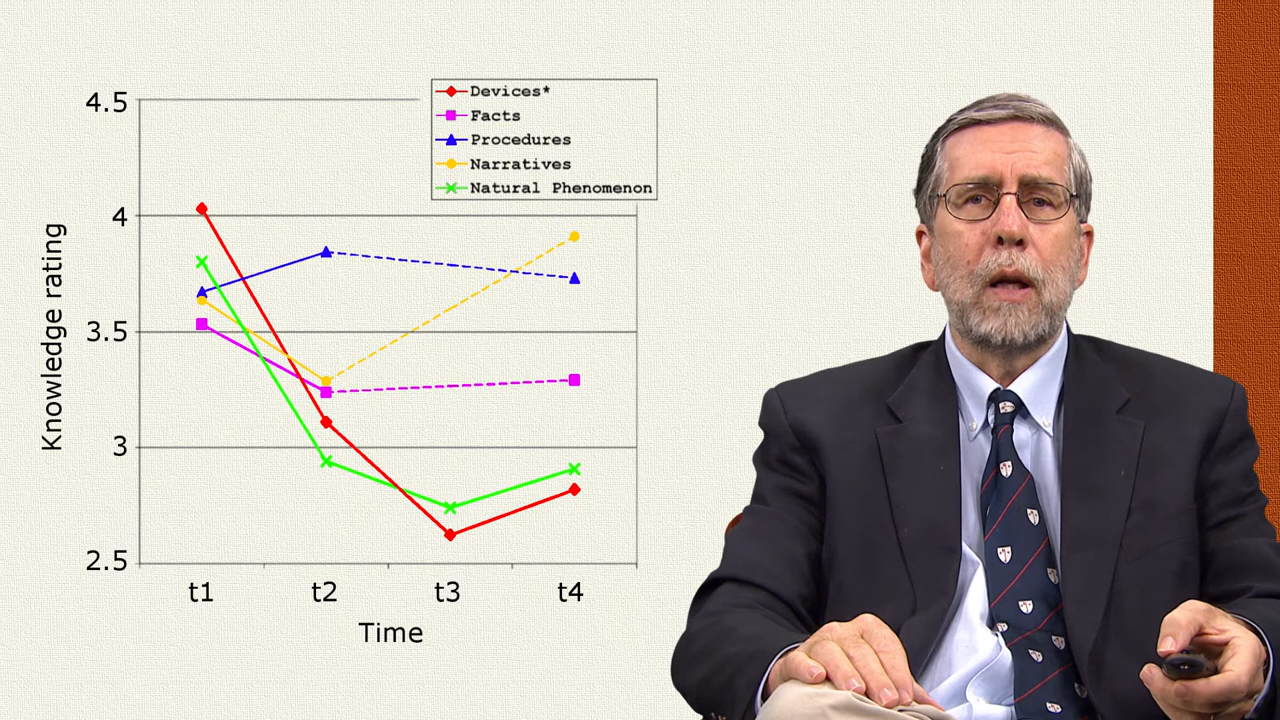 Devices*
Facts
Procedures
Narratives
Natural Phenomenon
4.5
4
3.5
3
2.5
Knowledge rating
t1 t2 t3 t4
Time